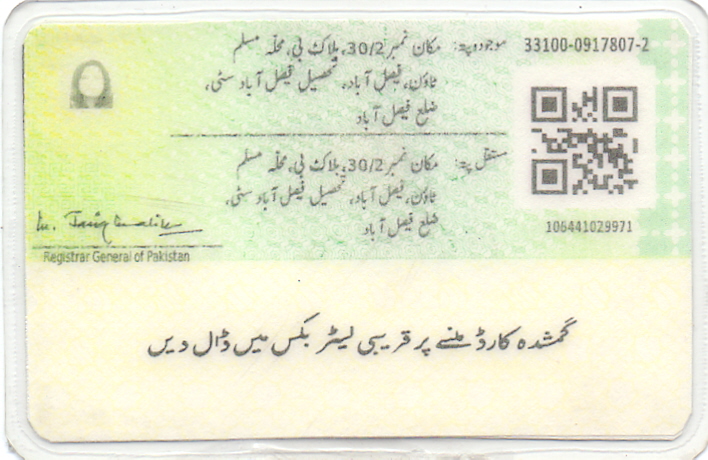 33100-0917807-2
موجودہ پتہ: مکان نمبر 30/2، بلاک بی، محلہ مسلم
ٹاؤن، فیصل آباد، تحصیل فیصل آباد سٹی،
ضلع فیصل آباد
مستقل پتہ: مکان نمبر 30/2، بلاک بی، محلہ مسلم
ٹاؤن، فیصل آباد، تحصیل فیصل آباد سٹی،
ضلع فیصل آباد
106441029971
Registrar General of Pakistan
گمشدہ کارڈ ملنے پر قریبی لیٹر بکس میں ڈال دیں